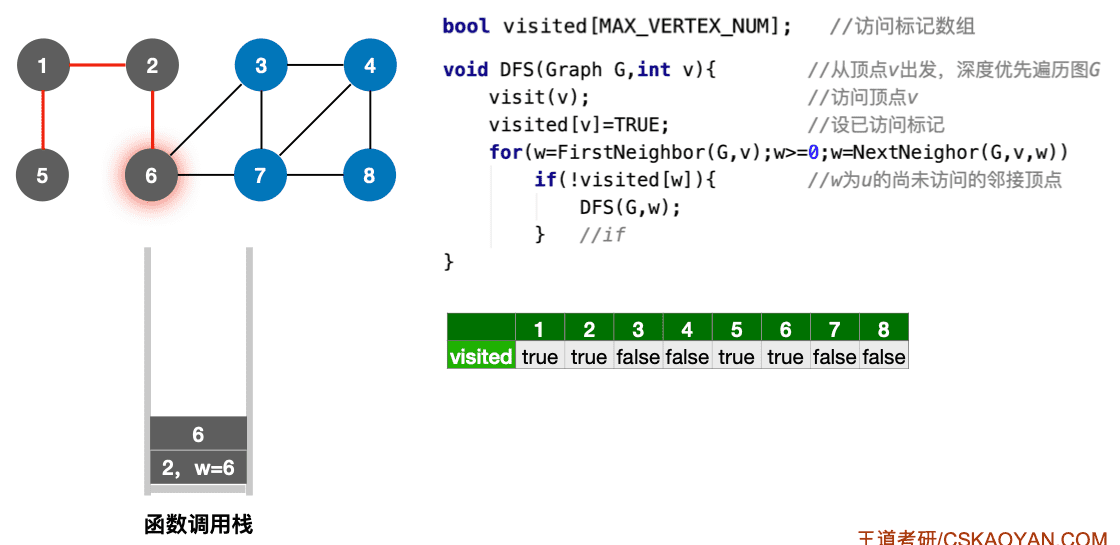 bool visited[MAX_VERTEX_NUM]; //访问标记数组
void DFS(Graph G,int v){ //从顶点v出发，深度优先遍历图G
visit(v); //访问顶点v
visited[v]=TRUE; //设已访问标记
for(w=FirstNeighbor(G,v);w>=0;w=NextNeighor(G,v,w))
if(!visited[w]){ //w为u的尚未访问的邻接顶点
DFS(G,w);
} //if
}
1 2 3 4
5 6 7 8
1 2 3 4 5 6 7 8
visited true true false false true true false false
6
2，w=6
函数调用栈
王道考研/CSKAOYAN.COM